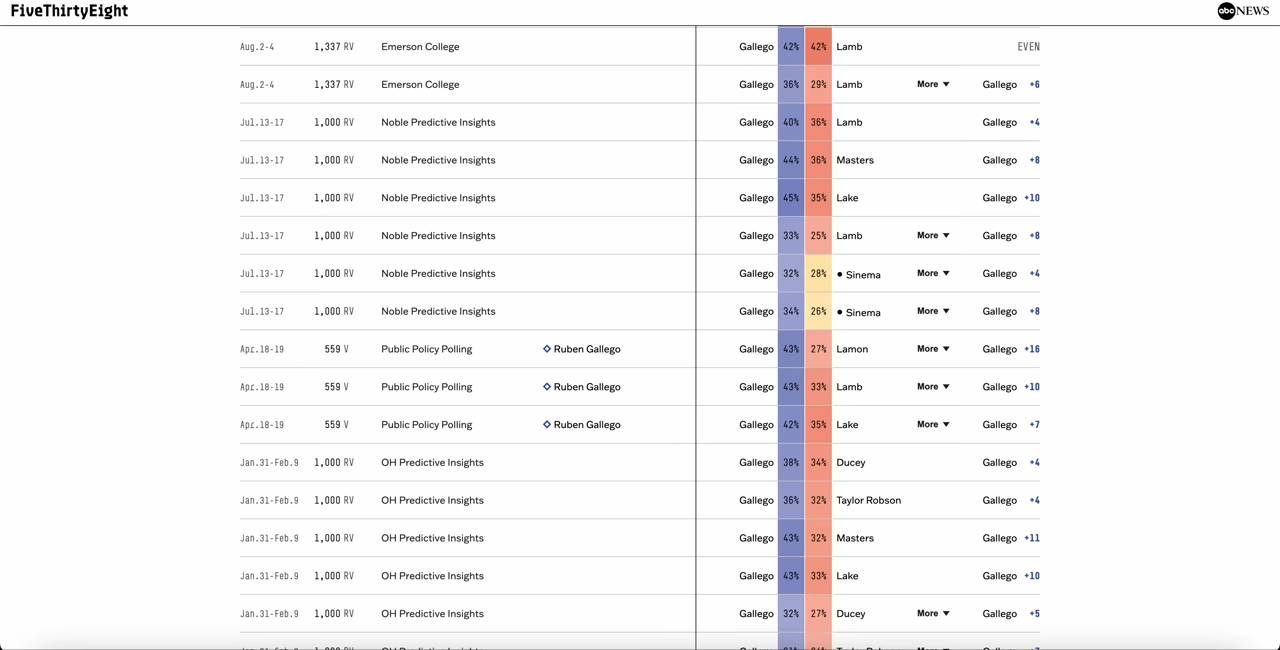 FiveThirtyEight abc NEWS
Aug.2-4 1,337 RV Emerson College Gallego 42% 42% Lamb EVEN
Aug.2-4 1,337 RV Emerson College Gallego 36% 29% Lamb More ▼ Gallego +6
Jul.13-17 1,000 RV Noble Predictive Insights Gallego 40% 36% Lamb Gallego +4
Jul.13-17 1,000 RV Noble Predictive Insights Gallego 44% 36% Masters Gallego +8
Jul.13-17 1,000 RV Noble Predictive Insights Gallego 45% 35% Lake Gallego +10
Jul.13-17 1,000 RV Noble Predictive Insights Gallego 33% 25% Lamb More ▼ Gallego +8
Jul.13-17 1,000 RV Noble Predictive Insights Gallego 32% 28% ● Sinema More ▼ Gallego +4
Jul.13-17 1,000 RV Noble Predictive Insights Gallego 34% 26% ● Sinema More ▼ Gallego +8
Apr.18-19 559 V Public Policy Polling ◇ Ruben Gallego Gallego 43% 27% Lamon More ▼ Gallego +16
Apr.18-19 559 V Public Policy Polling ◇ Ruben Gallego Gallego 43% 33% Lamb More ▼ Gallego +10
Apr.18-19 559 V Public Policy Polling ◇ Ruben Gallego Gallego 42% 35% Lake More ▼ Gallego +7
Jan.31-Feb.9 1,000 RV OH Predictive Insights Gallego 38% 34% Ducey Gallego +4
Jan.31-Feb.9 1,000 RV OH Predictive Insights Gallego 36% 32% Taylor Robson Gallego +4
Jan.31-Feb.9 1,000 RV OH Predictive Insights Gallego 43% 32% Masters Gallego +11
Jan.31-Feb.9 1,000 RV OH Predictive Insights Gallego 43% 33% Lake Gallego +10
Jan.31-Feb.9 1,000 RV OH Predictive Insights Gallego 32% 27% Ducey More ▼ Gallego +5